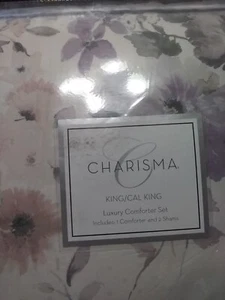 C
CHARISMA
KING/CAL KING
Luxury Comforter Set
Includes: 1 Comforter and 2 Shams